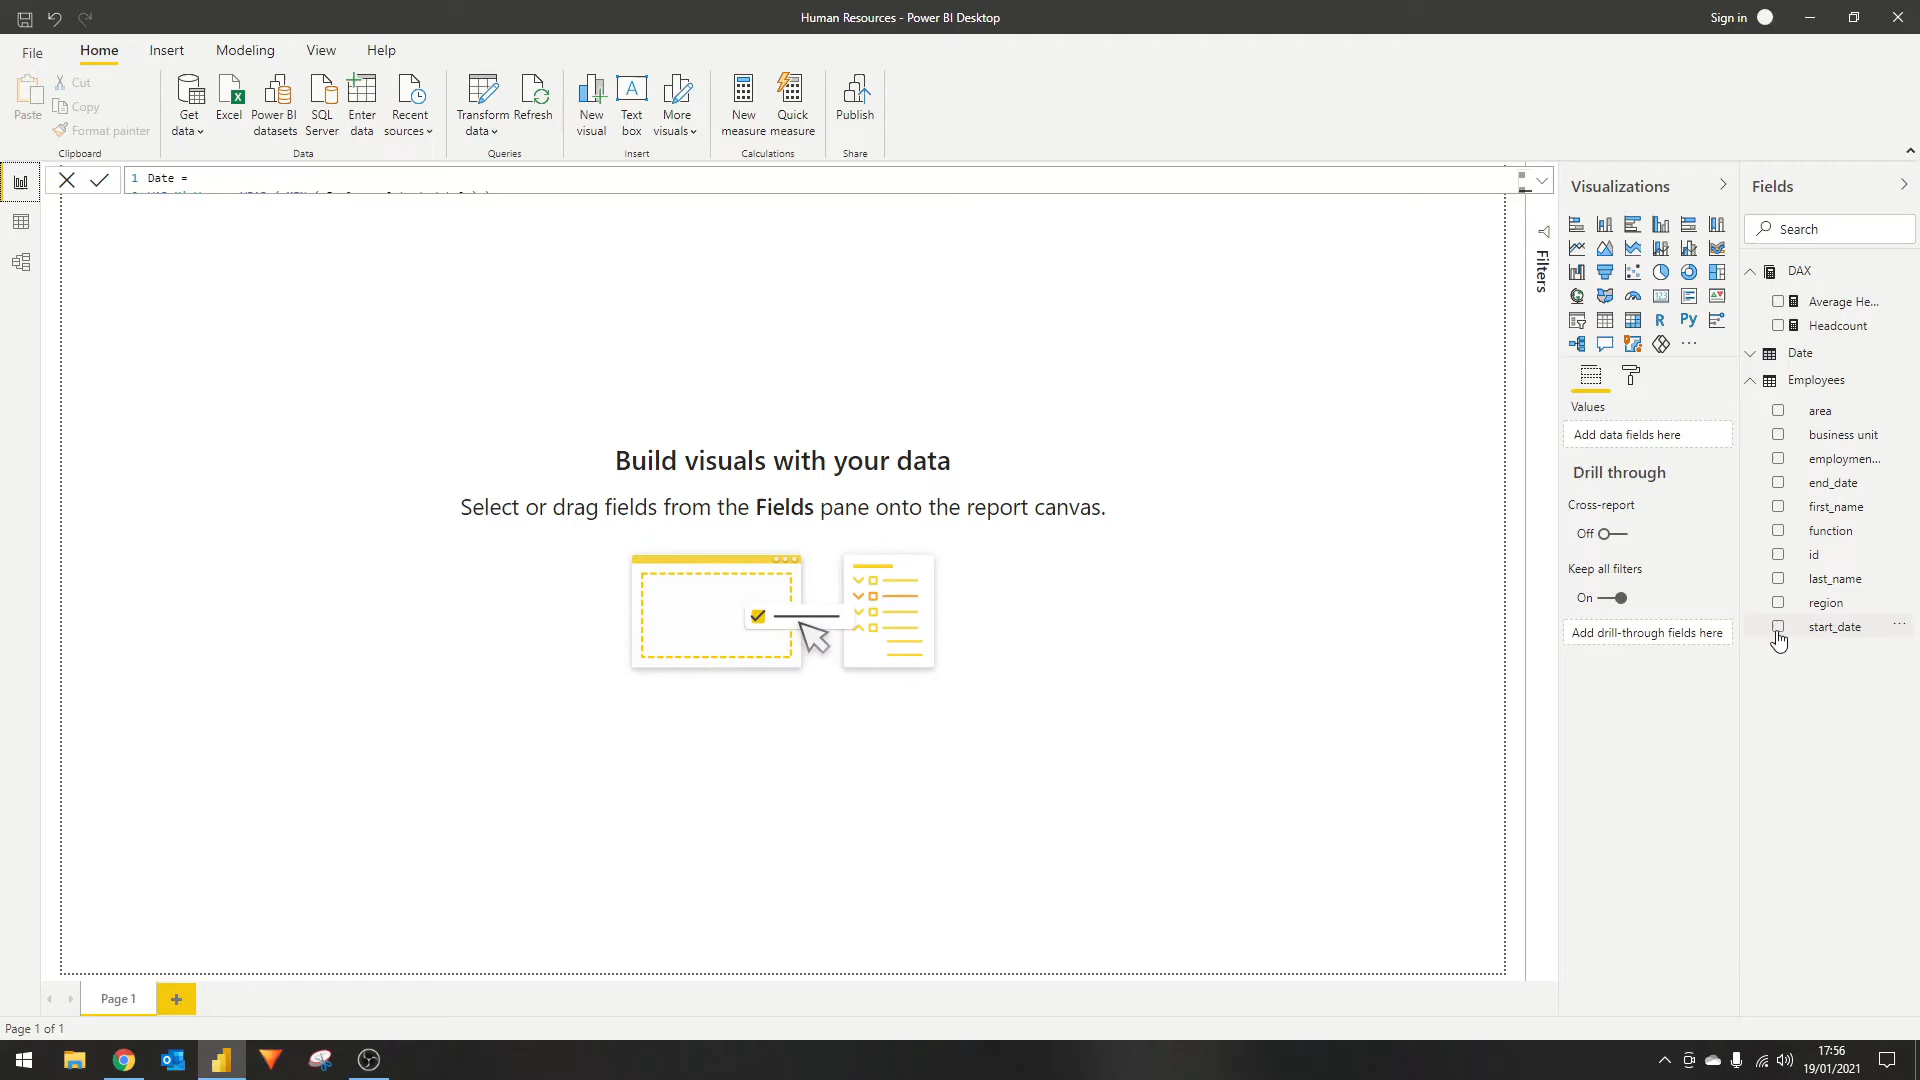 Human Resources - Power BI Desktop
Sign in
File
Home
Insert
Modeling
View
Help
Paste
Cut
Copy
Format painter
Clipboard
Get data
Excel
Power BI datasets
SQL Server
Enter data
Recent sources
Data
Transform data
Refresh
Queries
New visual
Text box
More visuals
Insert
New measure
Quick measure
Calculations
Publish
Share
1 Date =
Build visuals with your data
Select or drag fields from the Fields pane onto the report canvas.
Filters
Visualizations
R
Py
Values
Add data fields here
Drill through
Cross-report
Off
Keep all filters
On
Add drill-through fields here
Fields
Search
DAX
Average He...
Headcount
Date
Employees
area
business unit
employmen...
end_date
first_name
function
id
last_name
region
start_date
Page 1
Page 1 of 1
17:56
19/01/2021